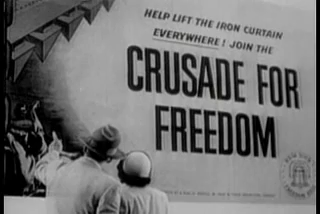 HELP LIFT THE IRON CURTAIN
EVERYWHERE! JOIN THE
CRUSADE FOR
FREEDOM